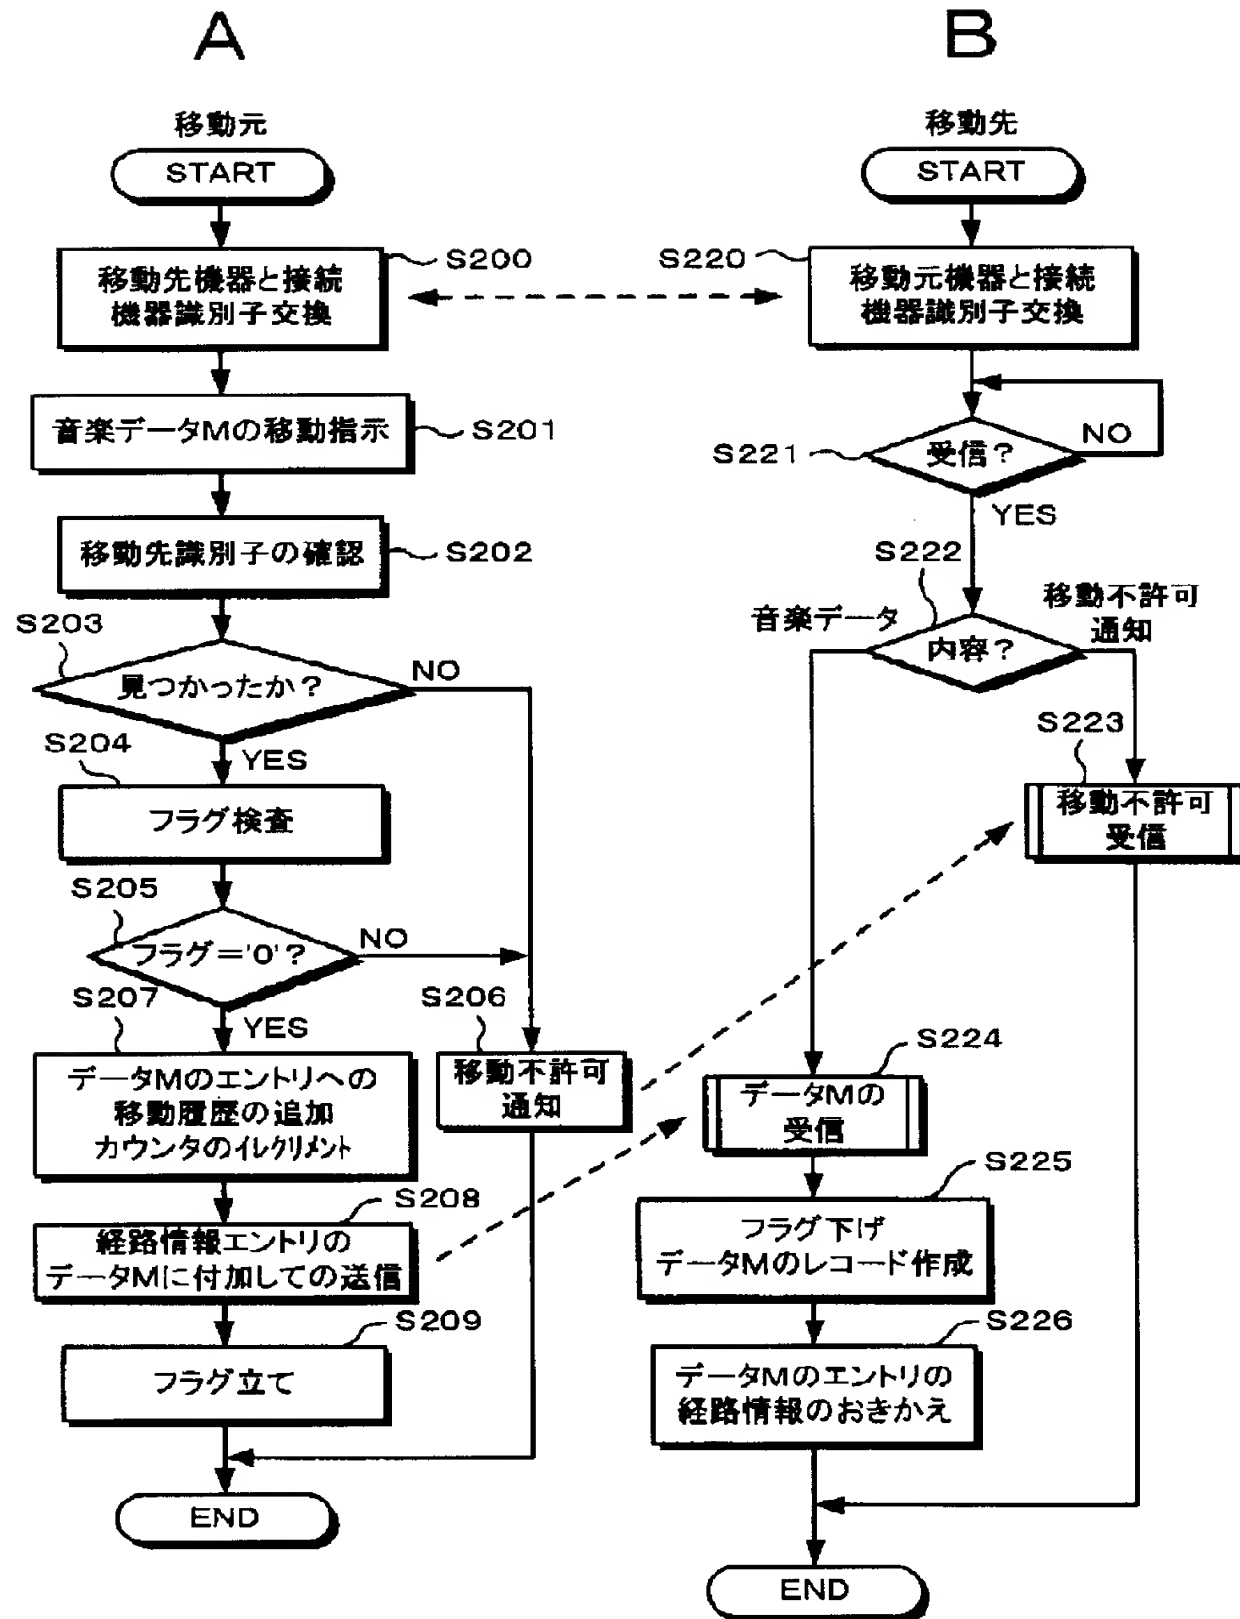 A
移動元
START
S200
移動先機器と接続
機器識別子交換
音楽データMの移動指示
S201
移動先識別子の確認
S202
S203
見つかったか?
NO
S204
YES
フラグ検査
S205
フラグ='0'?
NO
S207
YES
S206
データMのエントリへの
移動履歴の追加
カウンタのイレクリメント
移動不許可
通知
S208
経路情報エントリの
データMに付加しての送信
S209
フラグ立て
END
B
移動先
START
S220
移動元機器と接続
機器識別子交換
S221
受信?
NO
YES
S222
音楽データ
内容?
移動不許可
通知
S223
移動不許可
受信
S224
データMの
受信
S225
フラグ下げ
データMのレコード作成
S226
データMのエントリの
経路情報のおきかえ
END